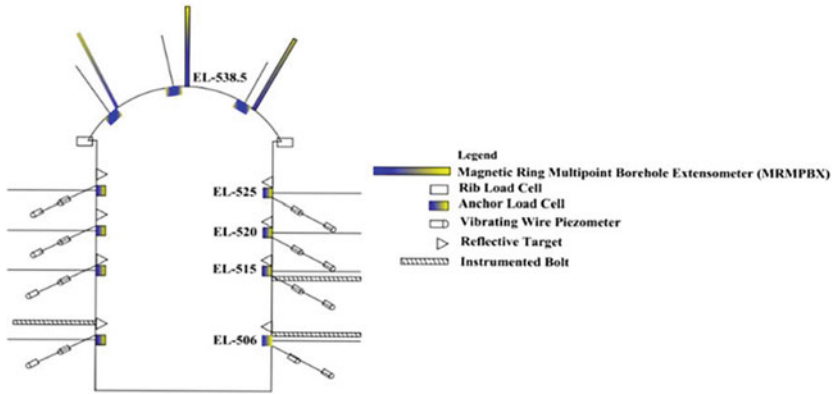 EL-538.5
EL-525
EL-520
EL-515
EL-506
Legend
Magnetic Ring Multipoint Borehole Extensometer (MRMPBX)
Rib Load Cell
Anchor Load Cell
Vibrating Wire Piezometer
Reflective Target
Instrumented Bolt